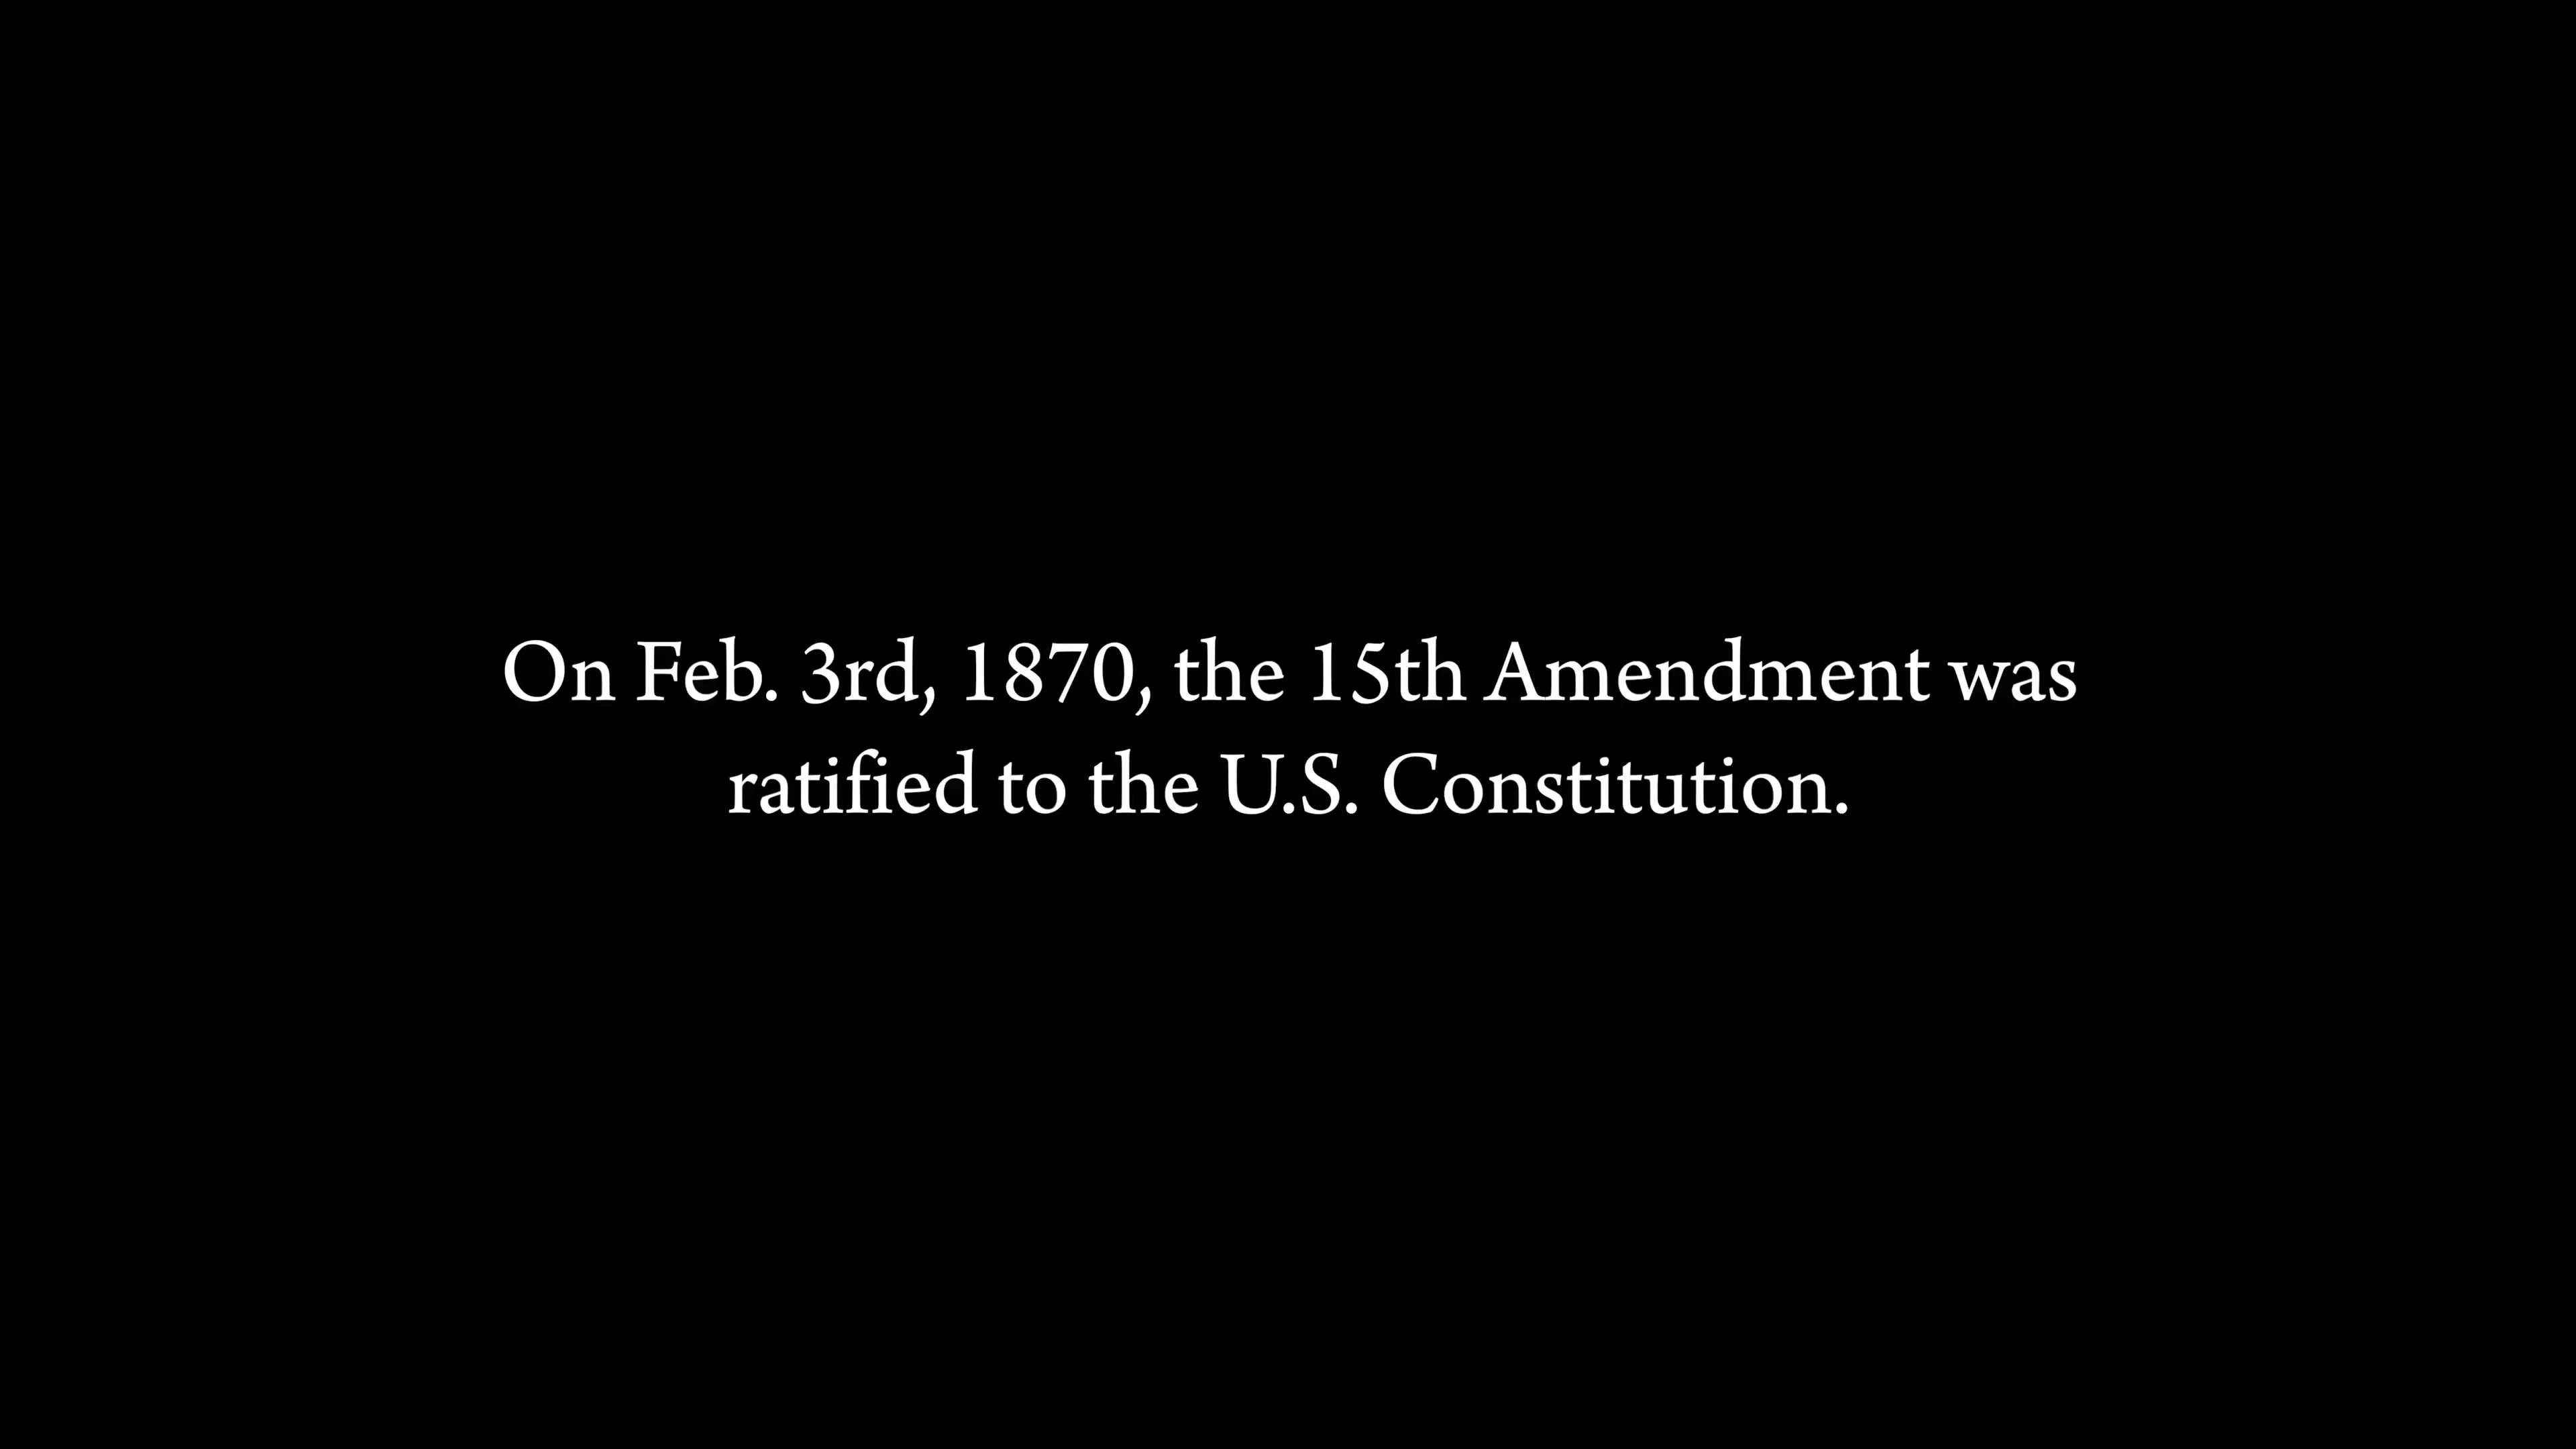 On Feb. 3rd, 1870, the 15th Amendment was
ratified to the U.S. Constitution.